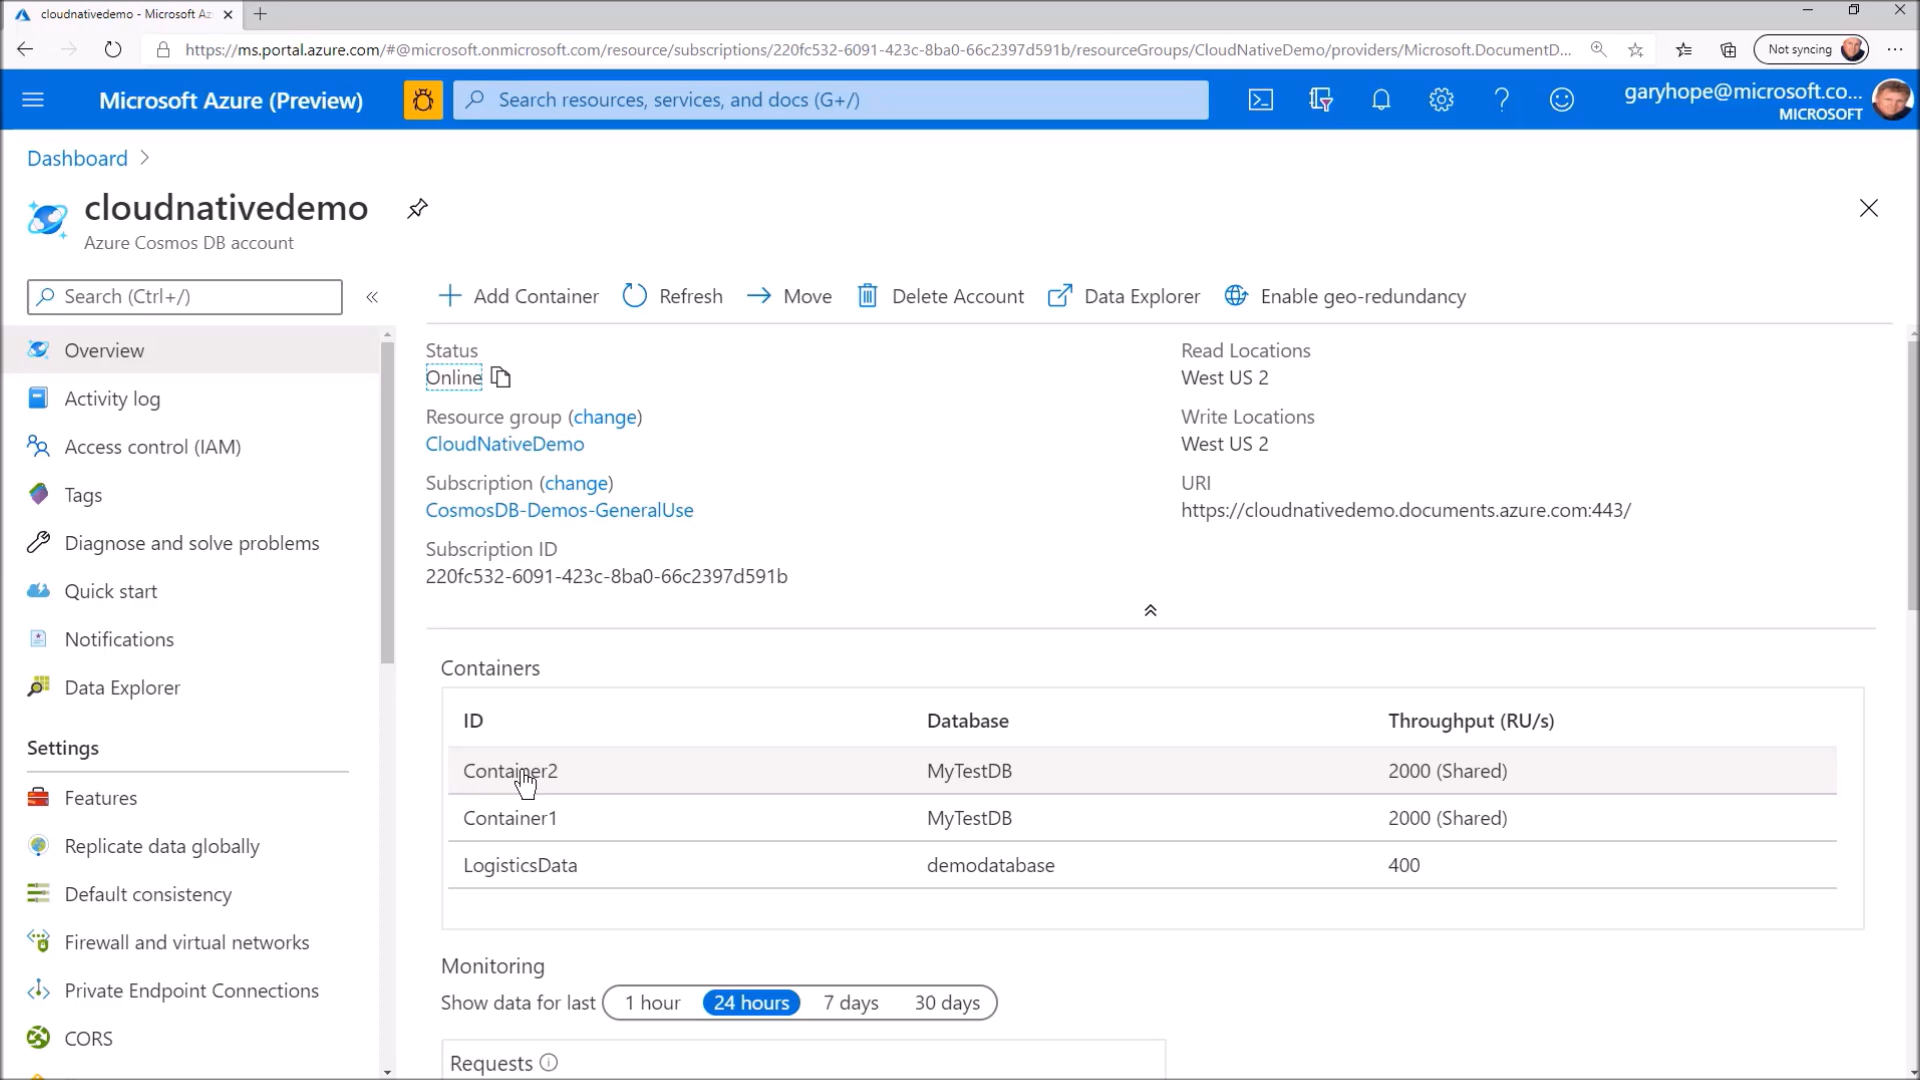 cloudnativedemo - Microsoft Az
https://ms.portal.azure.com/#@microsoft.onmicrosoft.com/resource/subscriptions/220fc532-6091-423c-8ba0-66c2397d591b/resourceGroups/CloudNativeDemo/providers/Microsoft.DocumentD...
Not syncing
Microsoft Azure (Preview)
Search resources, services, and docs (G+/)
garyhope@microsoft.co...
MICROSOFT
Dashboard
cloudnativedemo
Azure Cosmos DB account
Search (Ctrl+/)
Add Container
Refresh
Move
Delete Account
Data Explorer
Enable geo-redundancy
Overview
Activity log
Access control (IAM)
Tags
Diagnose and solve problems
Quick start
Notifications
Data Explorer
Settings
Features
Replicate data globally
Default consistency
Firewall and virtual networks
Private Endpoint Connections
CORS
Status
Online
Resource group (change)
CloudNativeDemo
Subscription (change)
CosmosDB-Demos-GeneralUse
Subscription ID
220fc532-6091-423c-8ba0-66c2397d591b
Read Locations
West US 2
Write Locations
West US 2
URI
https://cloudnativedemo.documents.azure.com:443/
Containers
ID Database Throughput (RU/s)
Container2 MyTestDB 2000 (Shared)
Container1 MyTestDB 2000 (Shared)
LogisticsData demodatabase 400
Monitoring
Show data for last 1 hour 24 hours 7 days 30 days
Requests